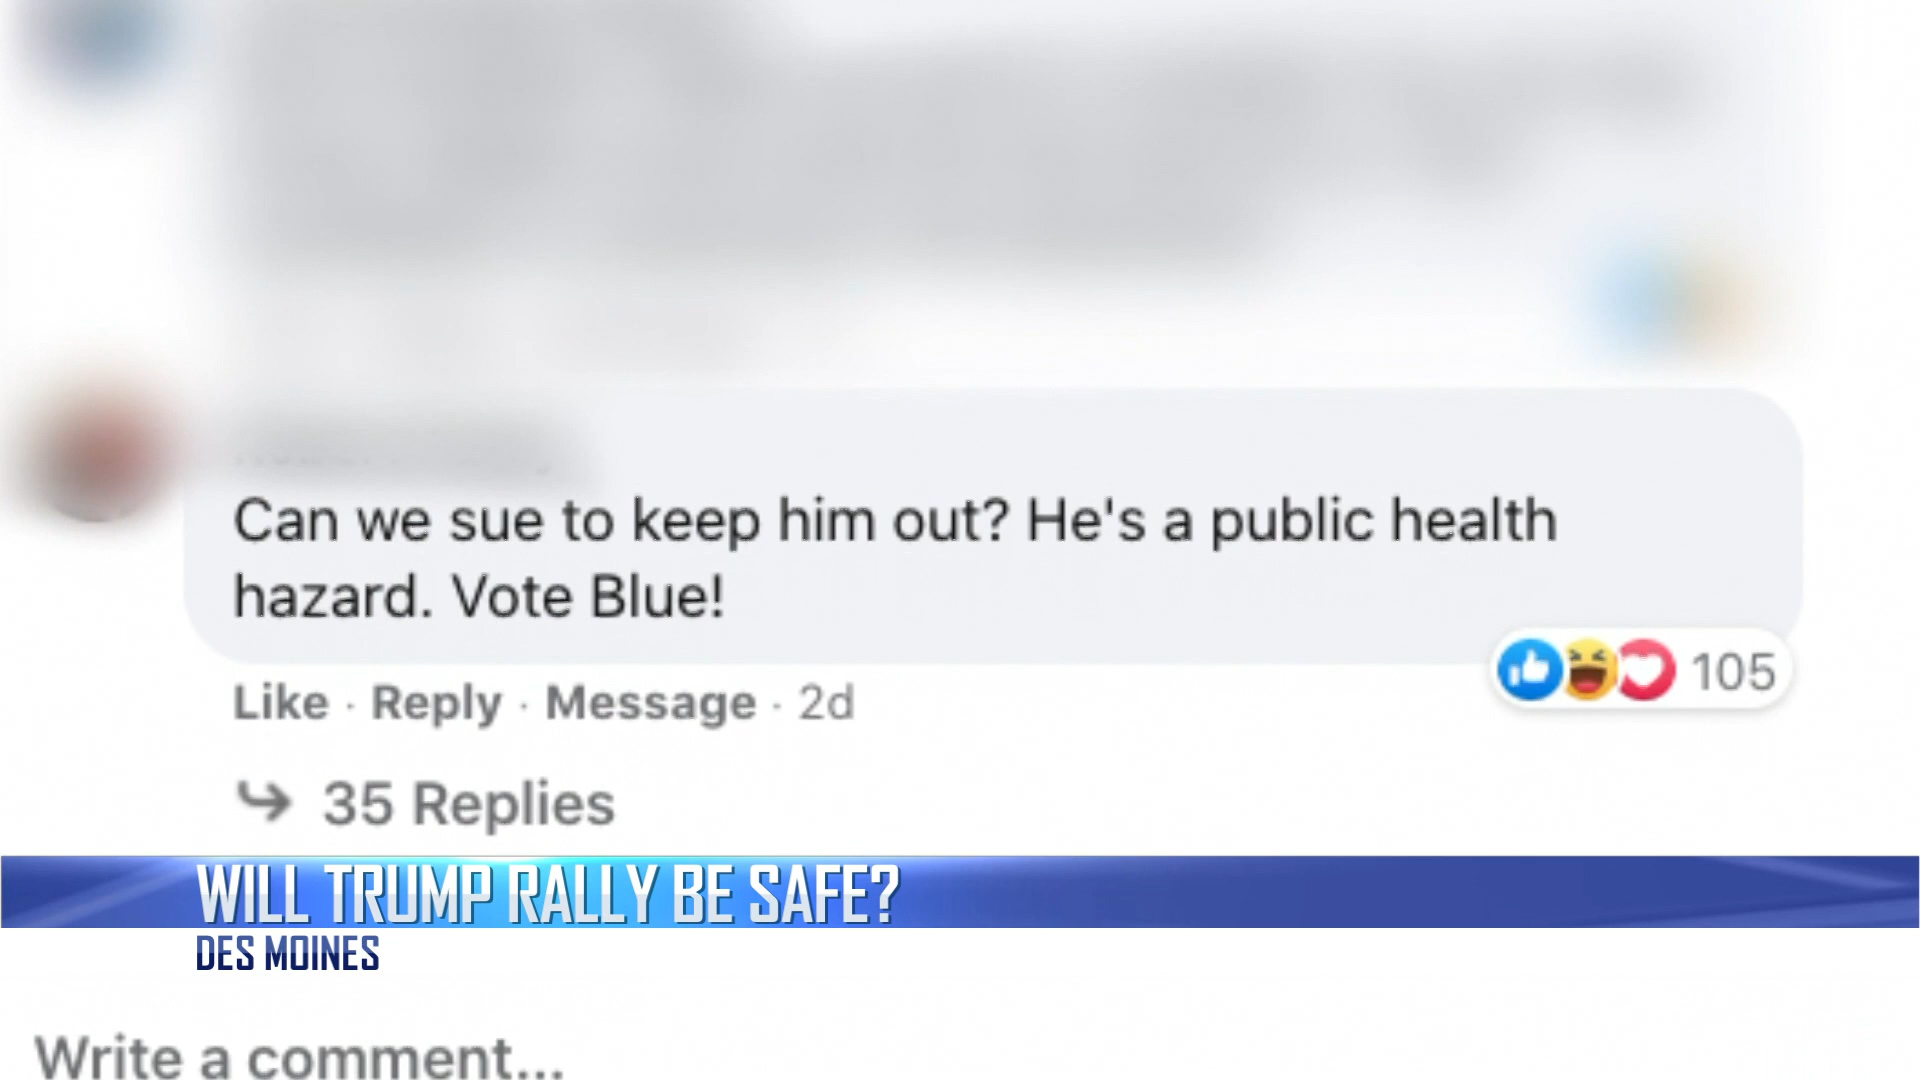 Can we sue to keep him out? He's a public health
hazard. Vote Blue!
105
Like · Reply · Message · 2d
35 Replies
WILL TRUMP RALLY BE SAFE?
DES MOINES
Write a comment...